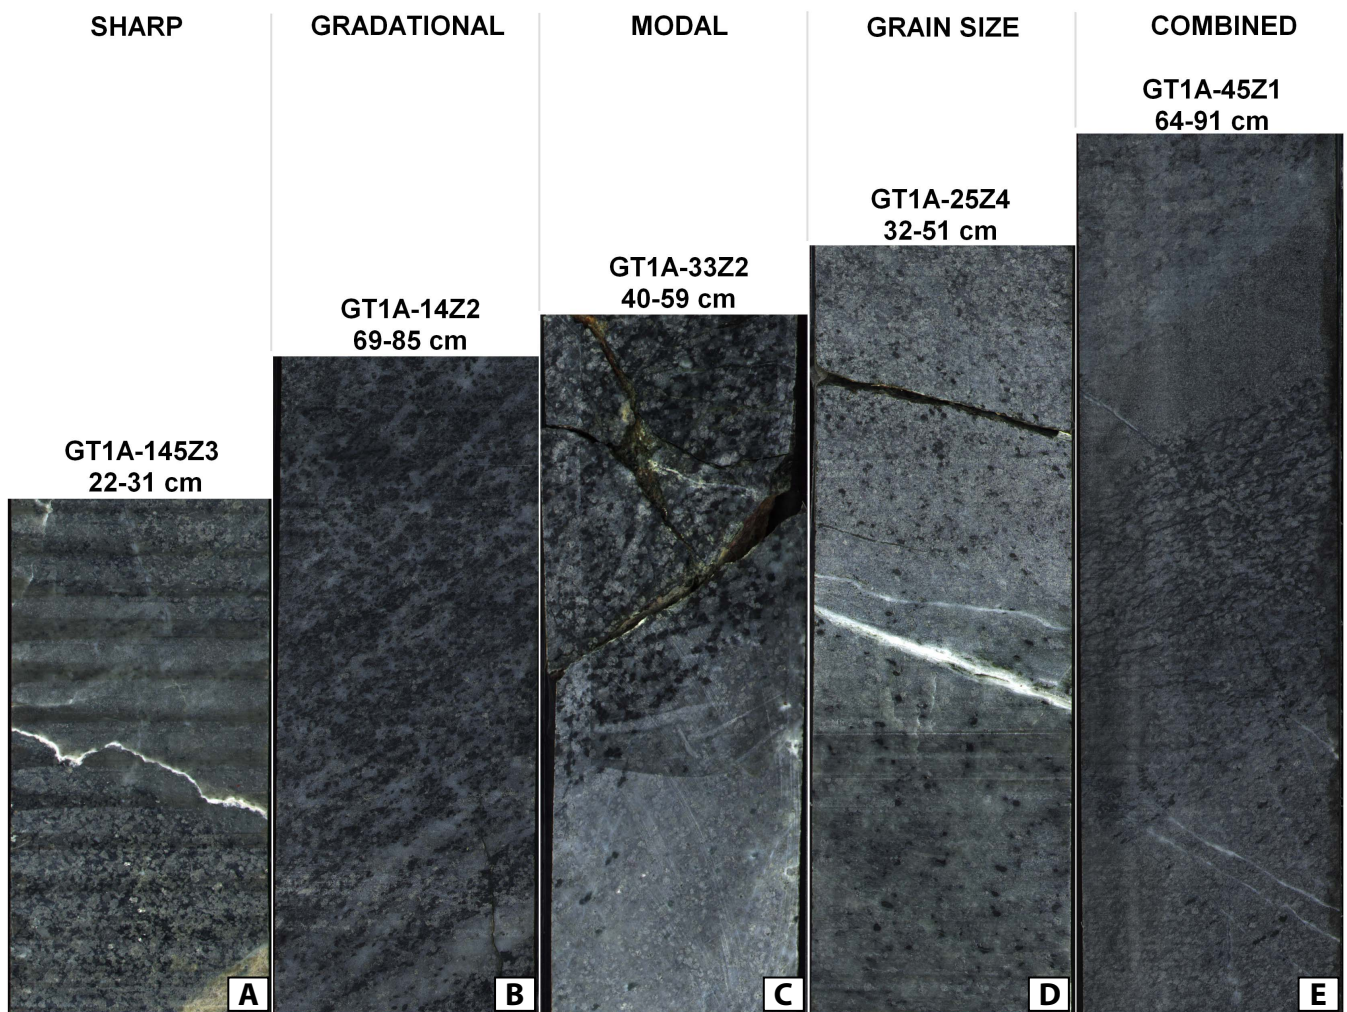 SHARP
GRADATIONAL
MODAL
GRAIN SIZE
COMBINED
GT1A-145Z3
22-31 cm
GT1A-14Z2
69-85 cm
GT1A-33Z2
40-59 cm
GT1A-25Z4
32-51 cm
GT1A-45Z1
64-91 cm
A
B
C
D
E